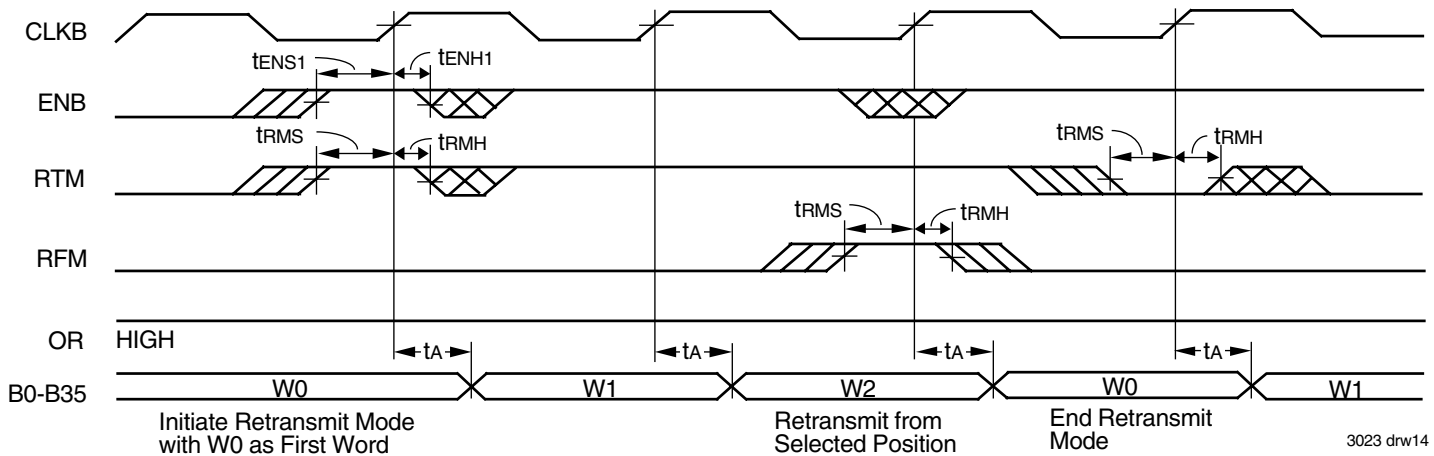 CLKB
tENS1 tENH1
ENB
tRMS tRMH tRMS tRMH
RTM
tRMS tRMH
RFM
OR HIGH
tA tA tA tA
B0-B35 W0 W1 W2 W0 W1
Initiate Retransmit Mode
with W0 as First Word
Retransmit from
Selected Position
End Retransmit
Mode
3023 drw14